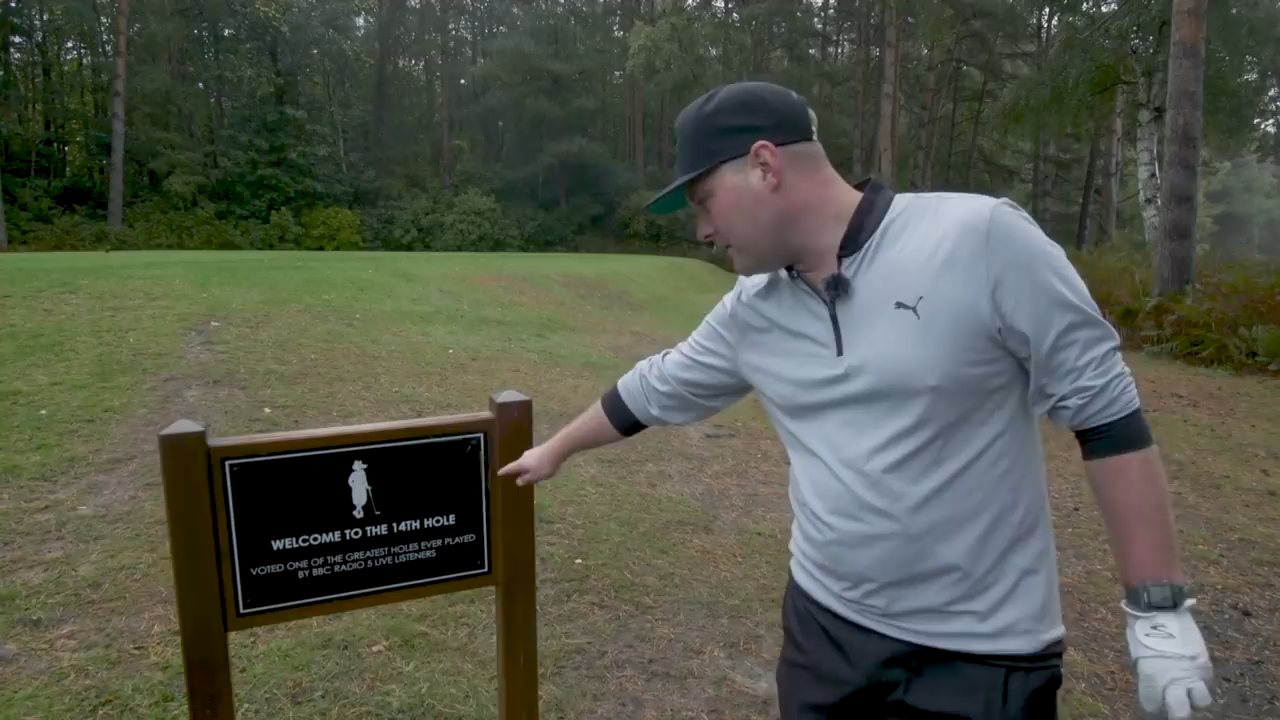 WELCOME TO THE 14TH HOLE
VOTED ONE OF THE GREATEST HOLES EVER PLAYED
BY BBC RADIO 5 LIVE LISTENERS